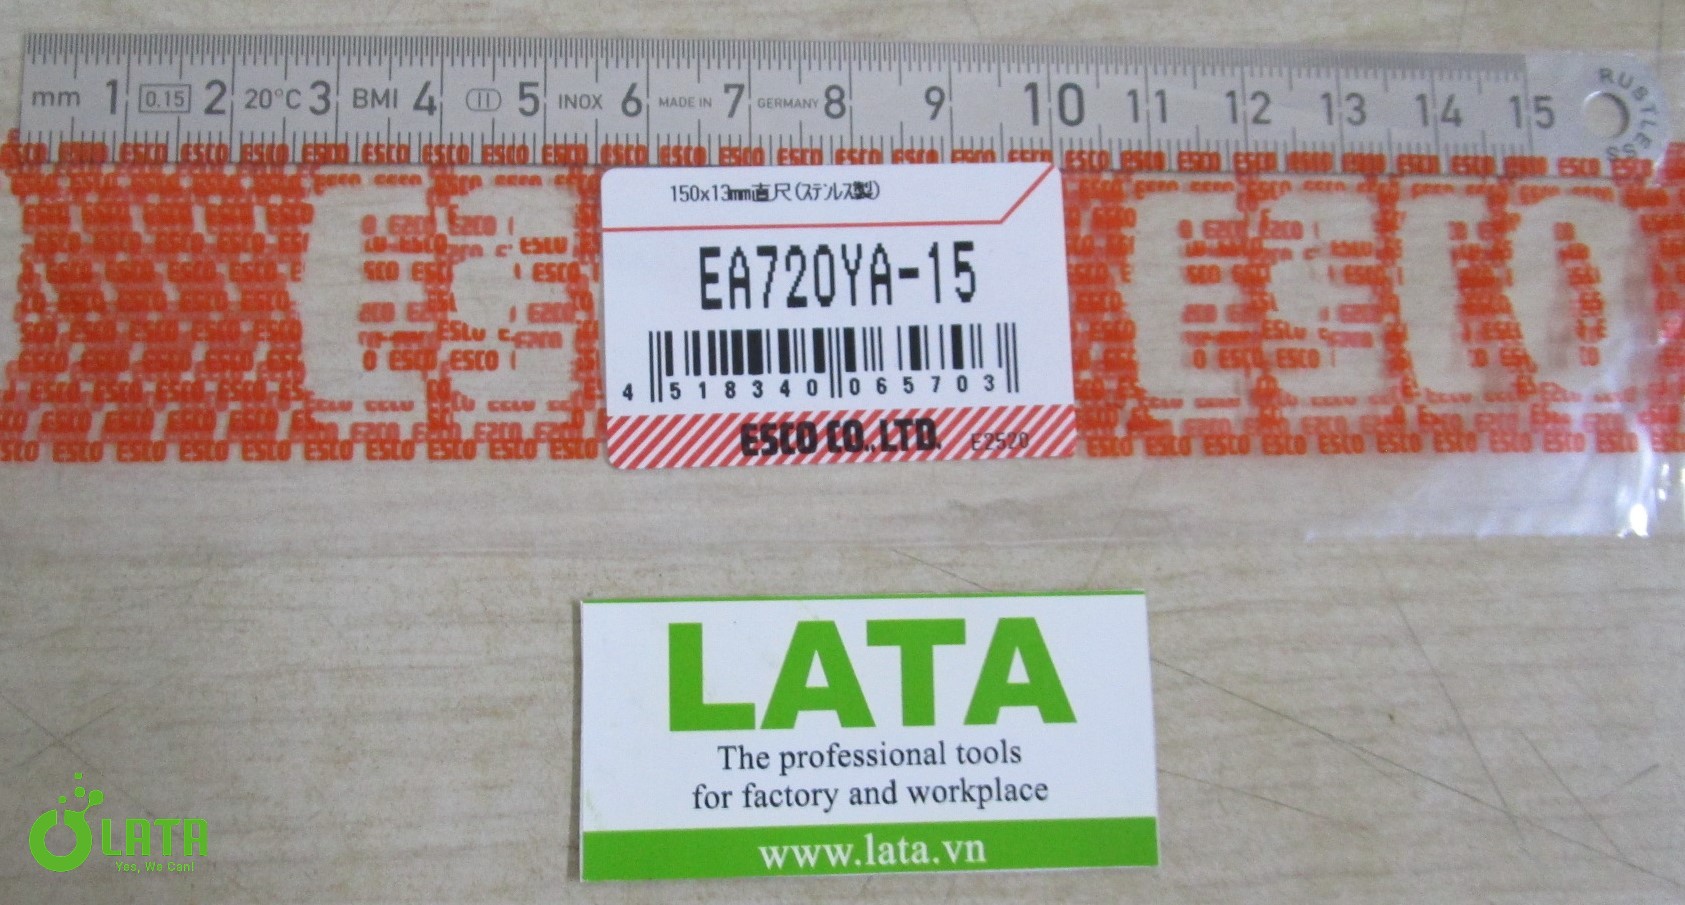 mm 1 0.15 2 20°C 3 BMI 4 II 5 INOX 6 MADE IN 7 GERMANY 8 9 10 11 12 13 14 15 RUSTLESS
ESCO ESCO
150x13mm直尺(ステンレス製)
EA720YA-15
4 518340 065703
ESCO CO.,LTD. E2520
LATA
The professional tools
for factory and workplace
www.lata.vn
LATA
Yes, We Can!